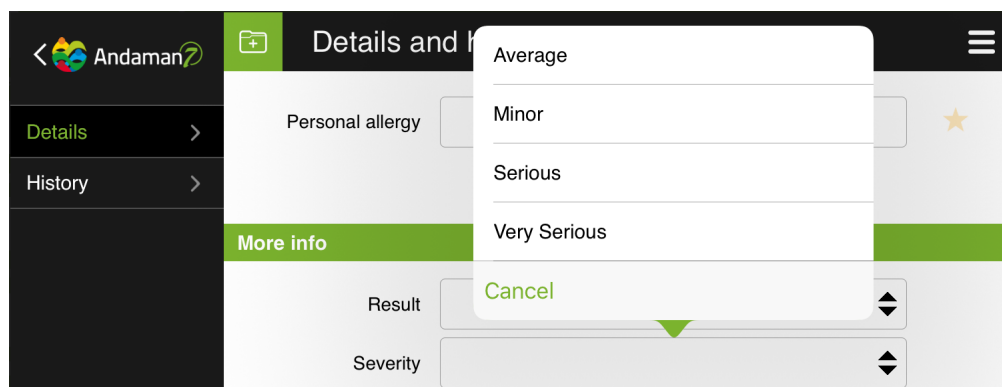 Andaman7
Details and h
Details
History
Personal allergy
More info
Result
Severity
Average
Minor
Serious
Very Serious
Cancel